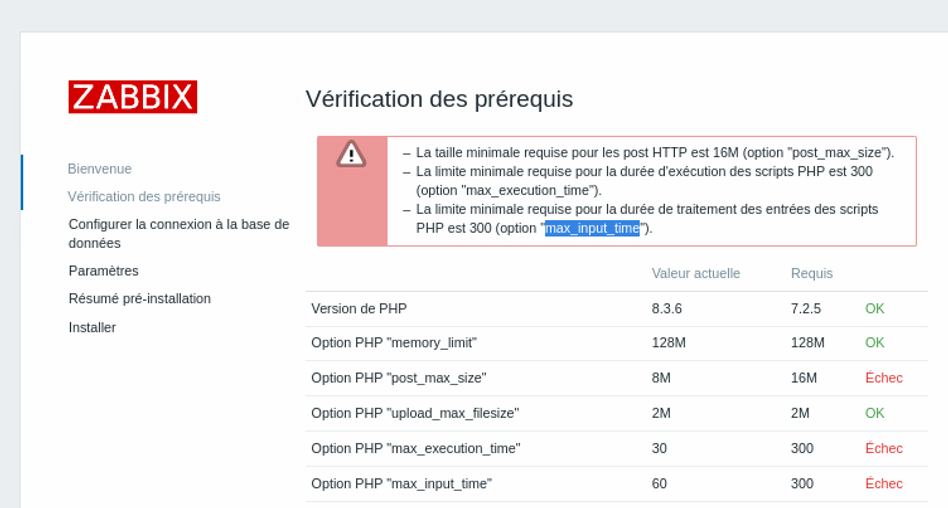 ZABBIX
Bienvenue
Vérification des prérequis
Configurer la connexion à la base de
données
Paramètres
Résumé pré-installation
Installer
Vérification des prérequis
– La taille minimale requise pour les post HTTP est 16M (option "post_max_size").
– La limite minimale requise pour la durée d'exécution des scripts PHP est 300
(option "max_execution_time").
– La limite minimale requise pour la durée de traitement des entrées des scripts
PHP est 300 (option "max_input_time").
Valeur actuelle Requis
Version de PHP 8.3.6 7.2.5 OK
Option PHP "memory_limit" 128M 128M OK
Option PHP "post_max_size" 8M 16M Échec
Option PHP "upload_max_filesize" 2M 2M OK
Option PHP "max_execution_time" 30 300 Échec
Option PHP "max_input_time" 60 300 Échec